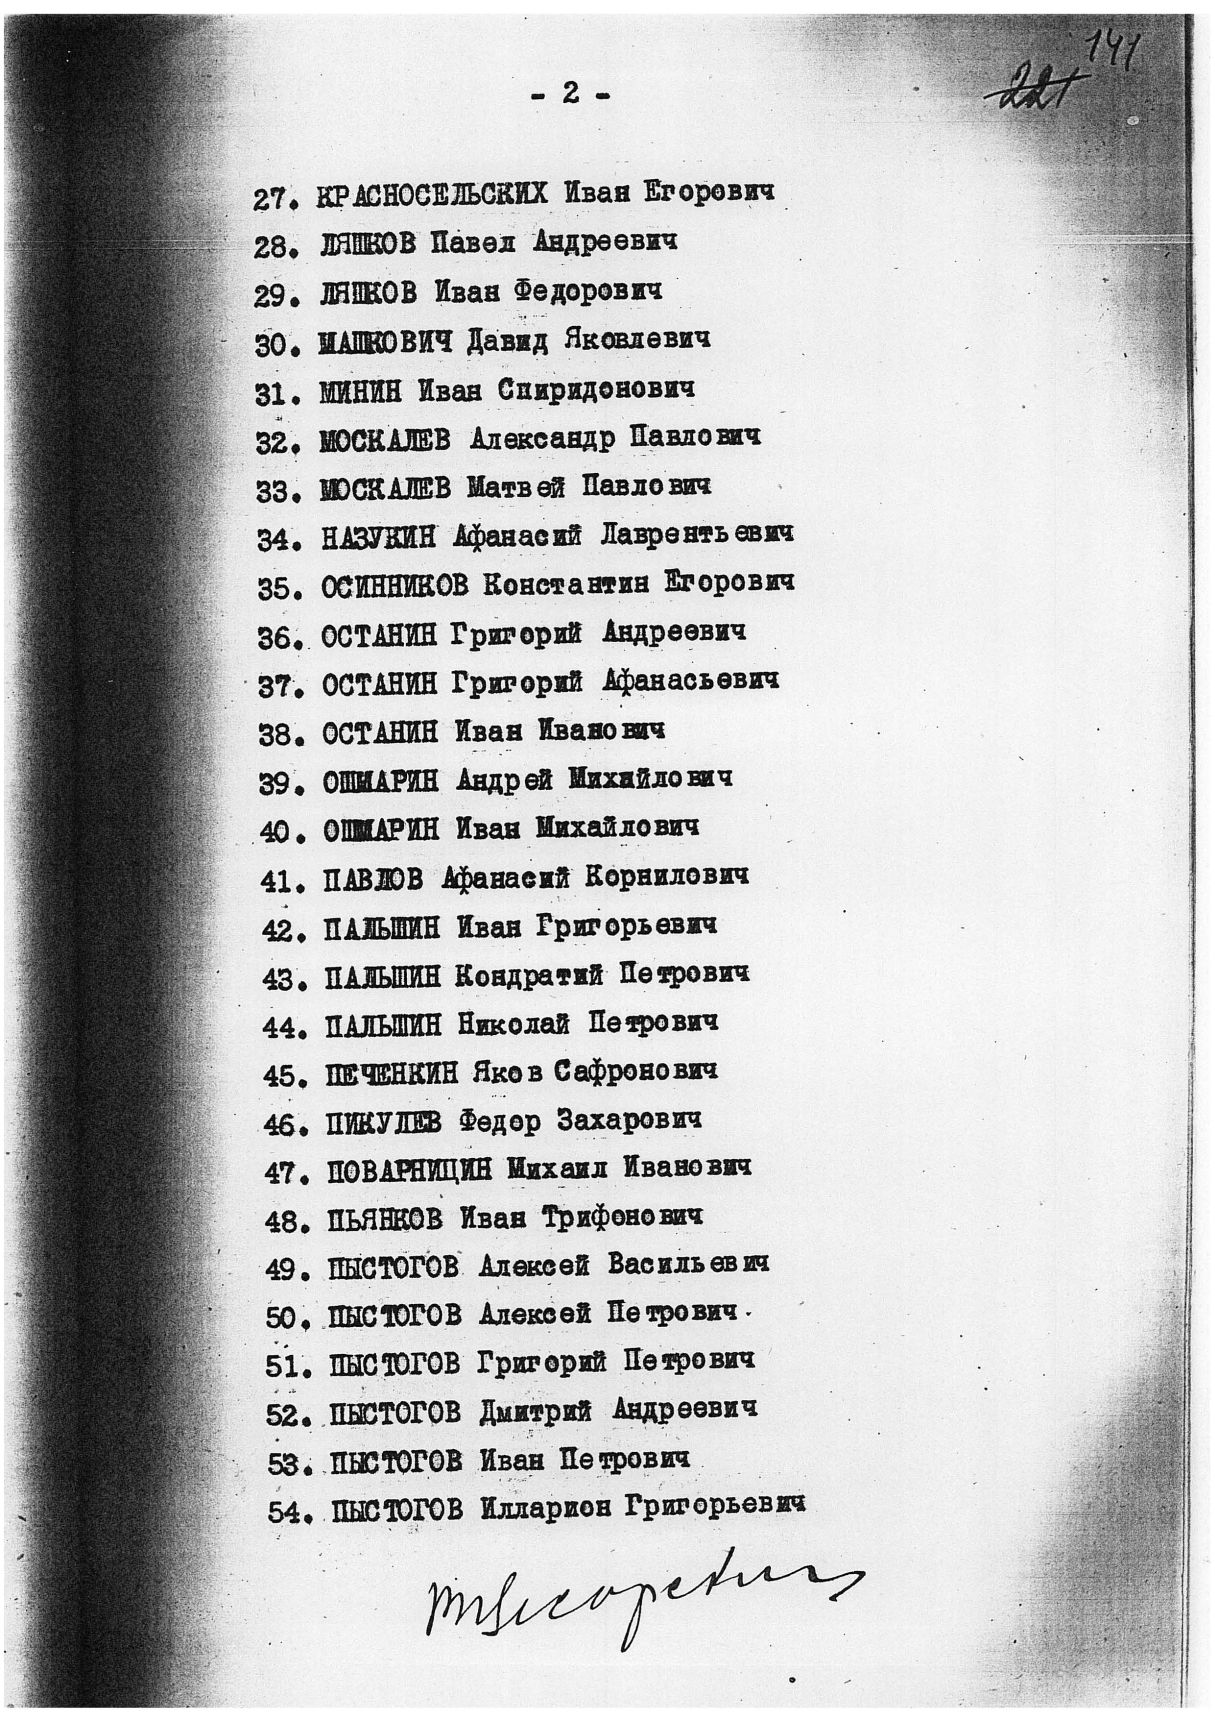 141
221
- 2 -
27. КРАСНОСЕЛЬСКИХ Иван Егорович
28. ЛЯПКОВ Павел Андреевич
29. ЛЯПКОВ Иван Федорович
30. МАШКОВИЧ Давид Яковлевич
31. МИНИН Иван Спиридонович
32. МОСКАЛЕВ Александр Павлович
33. МОСКАЛЕВ Матвей Павлович
34. НАЗУКИН Афанасий Лаврентьевич
35. ОСИННИКОВ Константин Егорович
36. ОСТАНИН Григорий Андреевич
37. ОСТАНИН Григорий Афанасьевич
38. ОСТАНИН Иван Иванович
39. ОШМАРИН Андрей Михайлович
40. ОШМАРИН Иван Михайлович
41. ПАВЛОВ Афанасий Корнилович
42. ПАЛЬШИН Иван Григорьевич
43. ПАЛЬШИН Кондратий Петрович
44. ПАЛЬШИН Николай Петрович
45. ПЕЧЕНКИН Яков Сафронович
46. ПИКУЛЕВ Федор Захарович
47. ПОВАРНИЦИН Михаил Иванович
48. ПЬЯНКОВ Иван Трифонович
49. ПЫСТОГОВ Алексей Васильевич
50. ПЫСТОГОВ Алексей Петрович
51. ПЫСТОГОВ Григорий Петрович
52. ПЫСТОГОВ Дмитрий Андреевич
53. ПЫСТОГОВ Иван Петрович
54. ПЫСТОГОВ Илларион Григорьевич